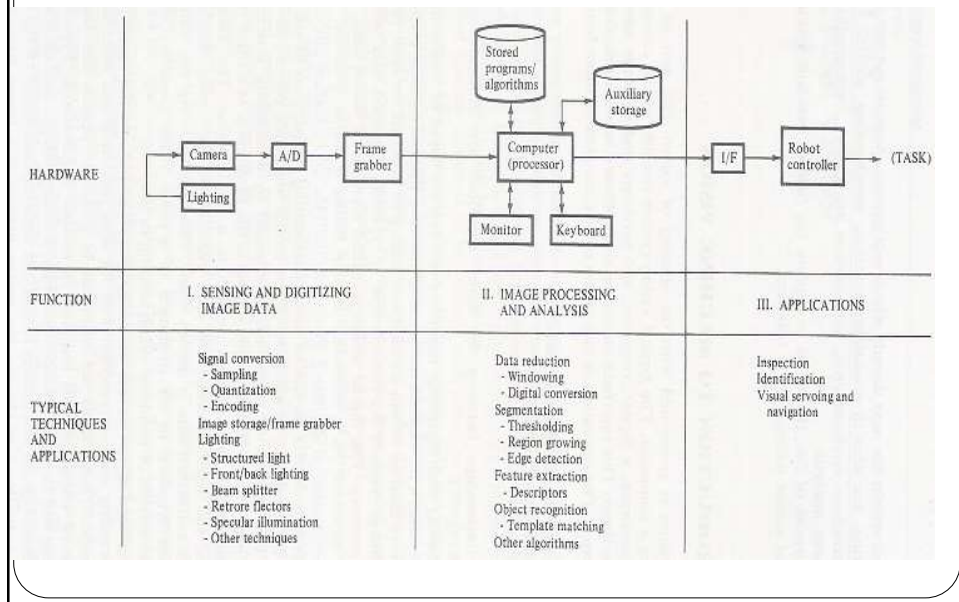 HARDWARE
Lighting
Camera
A/D
Frame
grabber
Stored
programs/
algorithms
Auxiliary
storage
Computer
(processor)
Monitor
Keyboard
I/F
Robot
controller
(TASK)
FUNCTION
I. SENSING AND DIGITIZING
IMAGE DATA
II. IMAGE PROCESSING
AND ANALYSIS
III. APPLICATIONS
TYPICAL
TECHNIQUES
AND
APPLICATIONS
Signal conversion
- Sampling
- Quantization
- Encoding
Image storage/frame grabber
Lighting
- Structured light
- Front/back lighting
- Beam splitter
- Retrore flectors
- Specular illumination
- Other techniques
Data reduction
- Windowing
- Digital conversion
Segmentation
- Thresholding
- Region growing
- Edge detection
Feature extraction
- Descriptors
Object recognition
- Template matching
Other algorithms
Inspection
Identification
Visual servoing and
navigation